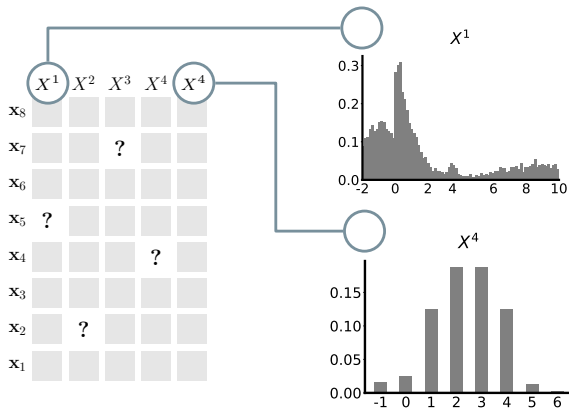 X¹ X² X³ X⁴ X⁴
x₈
x₇ ?
x₆
x₅ ?
x₄ ?
x₃
x₂ ?
x₁
X¹
0.3
0.2
0.1
0.0
-2 0 2 4 6 8 10
X⁴
0.15
0.10
0.05
0.00
-1 0 1 2 3 4 5 6